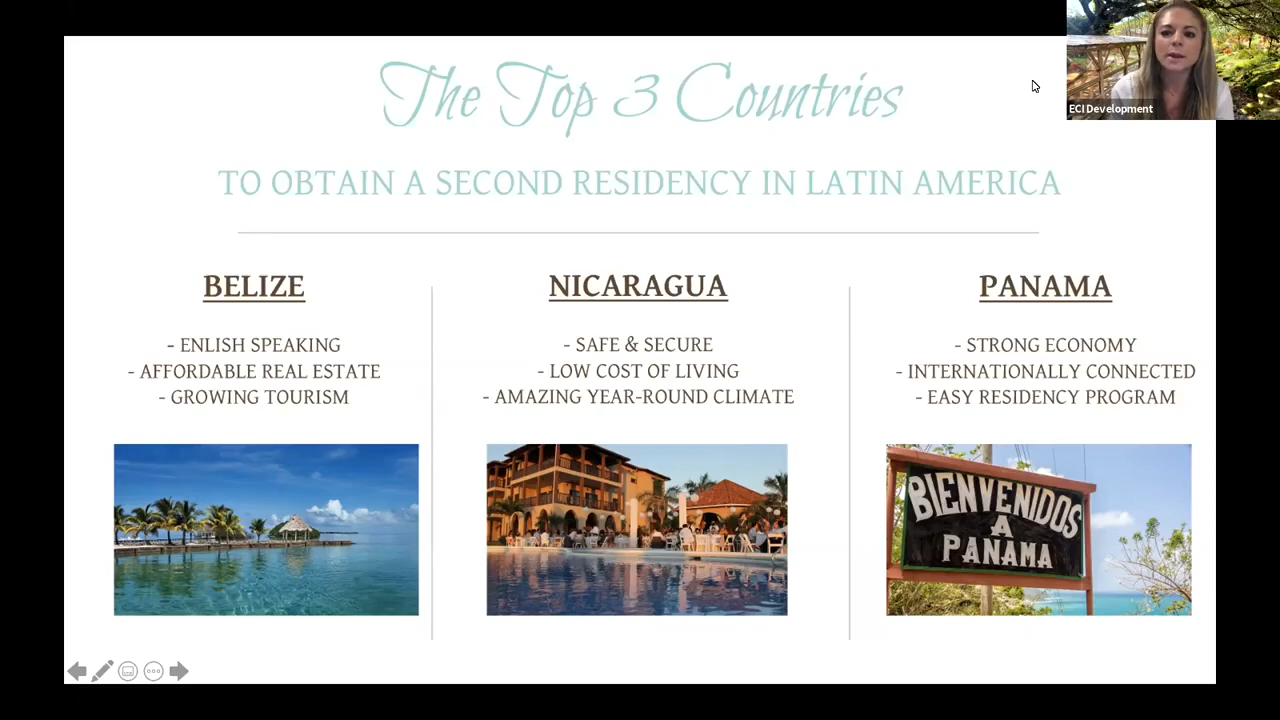 The Top 3 Countries
TO OBTAIN A SECOND RESIDENCY IN LATIN AMERICA
ECI Development
BELIZE
- ENLISH SPEAKING
- AFFORDABLE REAL ESTATE
- GROWING TOURISM
NICARAGUA
- SAFE & SECURE
- LOW COST OF LIVING
- AMAZING YEAR-ROUND CLIMATE
PANAMA
- STRONG ECONOMY
- INTERNATIONALLY CONNECTED
- EASY RESIDENCY PROGRAM
BIENVENIDOS
A
PANAMA